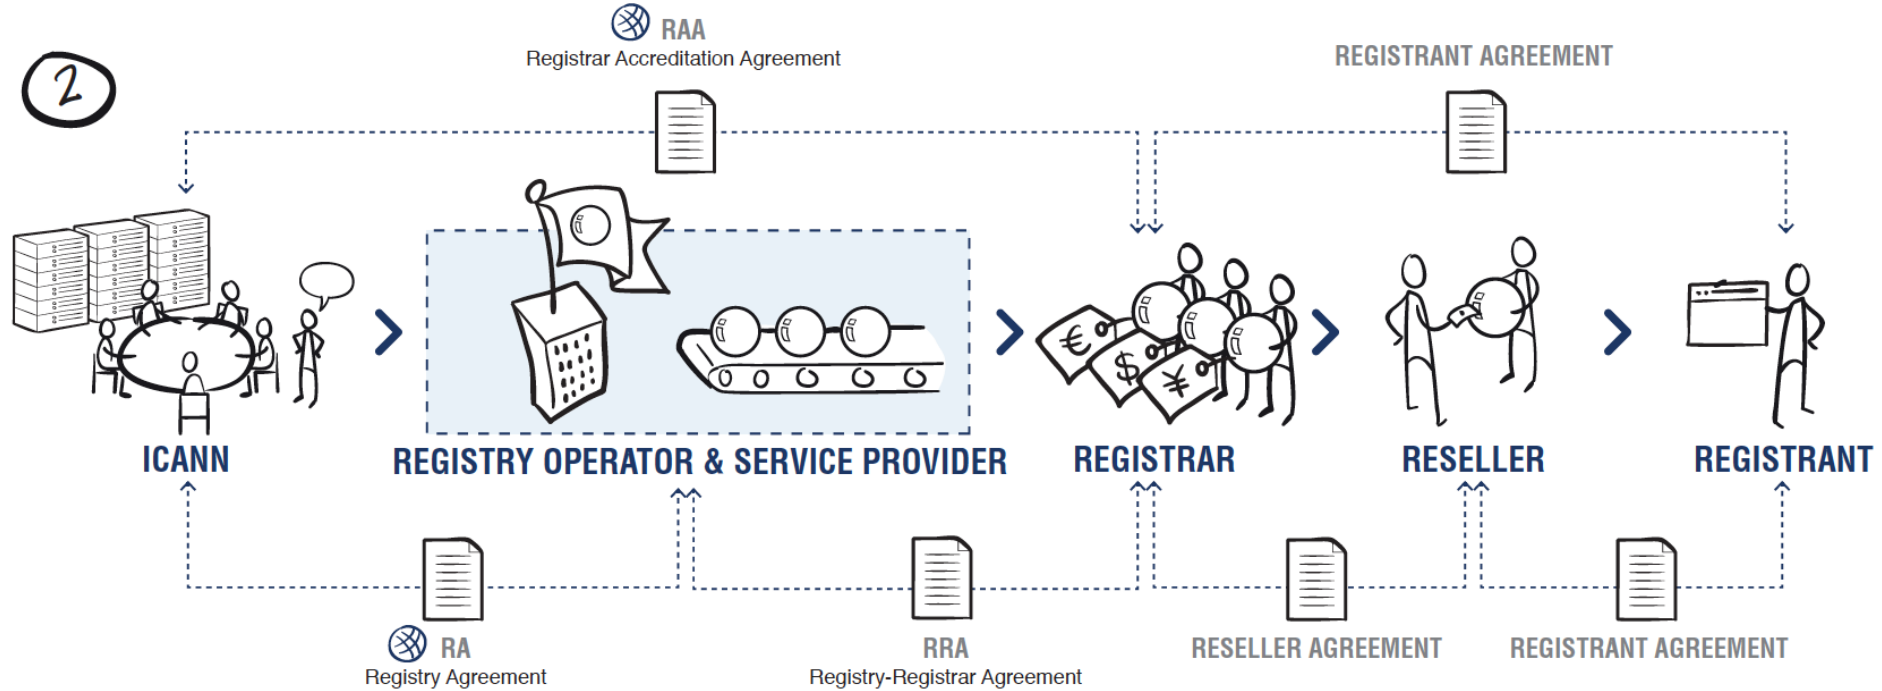 RAA
Registrar Accreditation Agreement
REGISTRANT AGREEMENT
2
€
$
¥
ICANN
REGISTRY OPERATOR & SERVICE PROVIDER
REGISTRAR
RESELLER
REGISTRANT
RA
Registry Agreement
RRA
Registry-Registrar Agreement
RESELLER AGREEMENT
REGISTRANT AGREEMENT